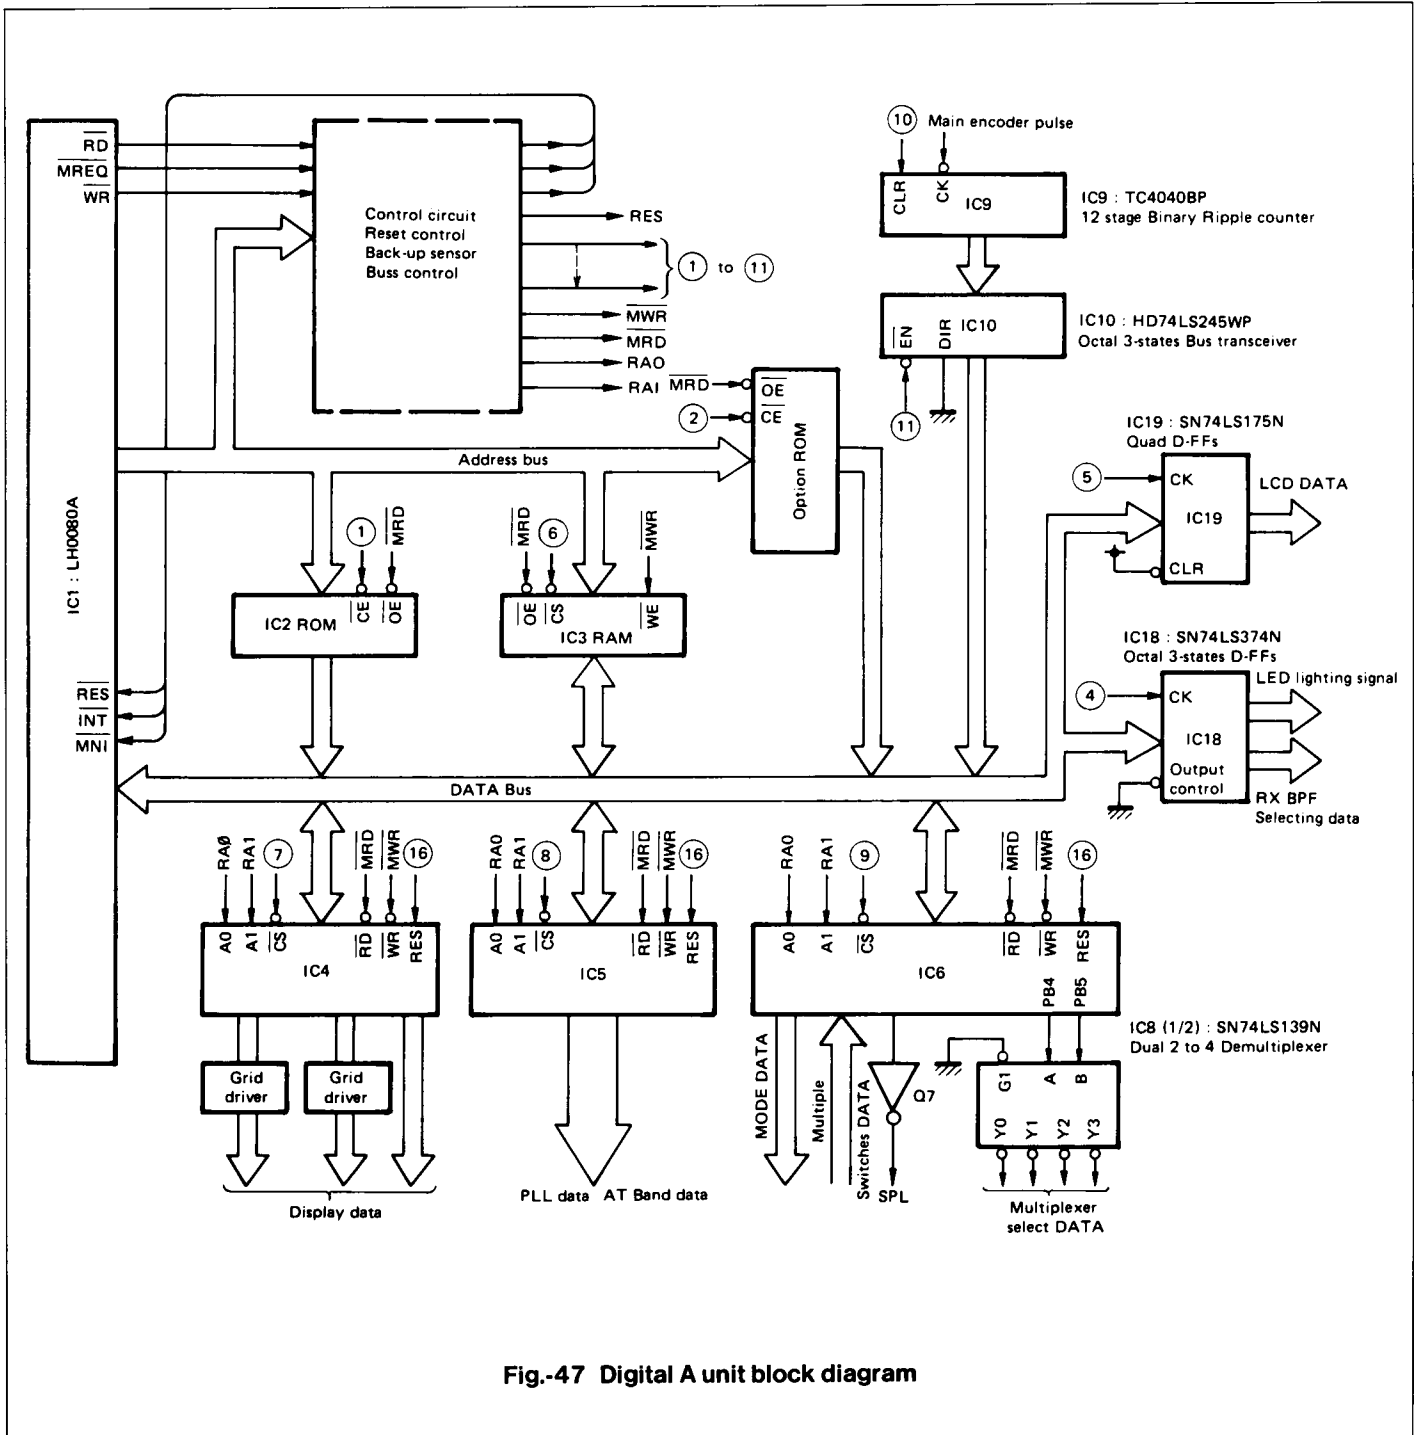 IC1 : LH0080A
RD
MREQ
WR
RES
INT
MNI
Control circuit
Reset control
Back-up sensor
Buss control
RES
1 to 11
MWR
MRD
RAO
RAI
10 Main encoder pulse
CLR
CK
IC9
IC9 : TC4040BP
12 stage Binary Ripple counter
EN
DIR
IC10
IC10 : HD74LS245WP
Octal 3-states Bus transceiver
11
MRD
2
OE
CE
Option ROM
Address bus
1
MRD
CE
OE
IC2 ROM
MRD
6
MWR
OE
CS
WE
IC3 RAM
IC19 : SN74LS175N
Quad D-FFs
5
CK
IC19
CLR
LCD DATA
IC18 : SN74LS374N
Octal 3-states D-FFs
4
CK
IC18
Output
control
LED lighting signal
RX BPF
Selecting data
DATA Bus
RAØ
RA1
7
MRD
MWR
16
A0
A1
CS
RD
WR
RES
IC4
Grid
driver
Grid
driver
Display data
RA0
RA1
8
MRD
MWR
16
A0
A1
CS
RD
WR
RES
IC5
PLL data AT Band data
RA0
RA1
9
MRD
MWR
16
A0
A1
CS
RD
WR
RES
IC6
PB4
PB5
MODE DATA
Multiple
Switches DATA
Q7
SPL
IC8 (1/2) : SN74LS139N
Dual 2 to 4 Demultiplexer
G1
A
B
Y0
Y1
Y2
Y3
Multiplexer
select DATA
Fig.-47 Digital A unit block diagram